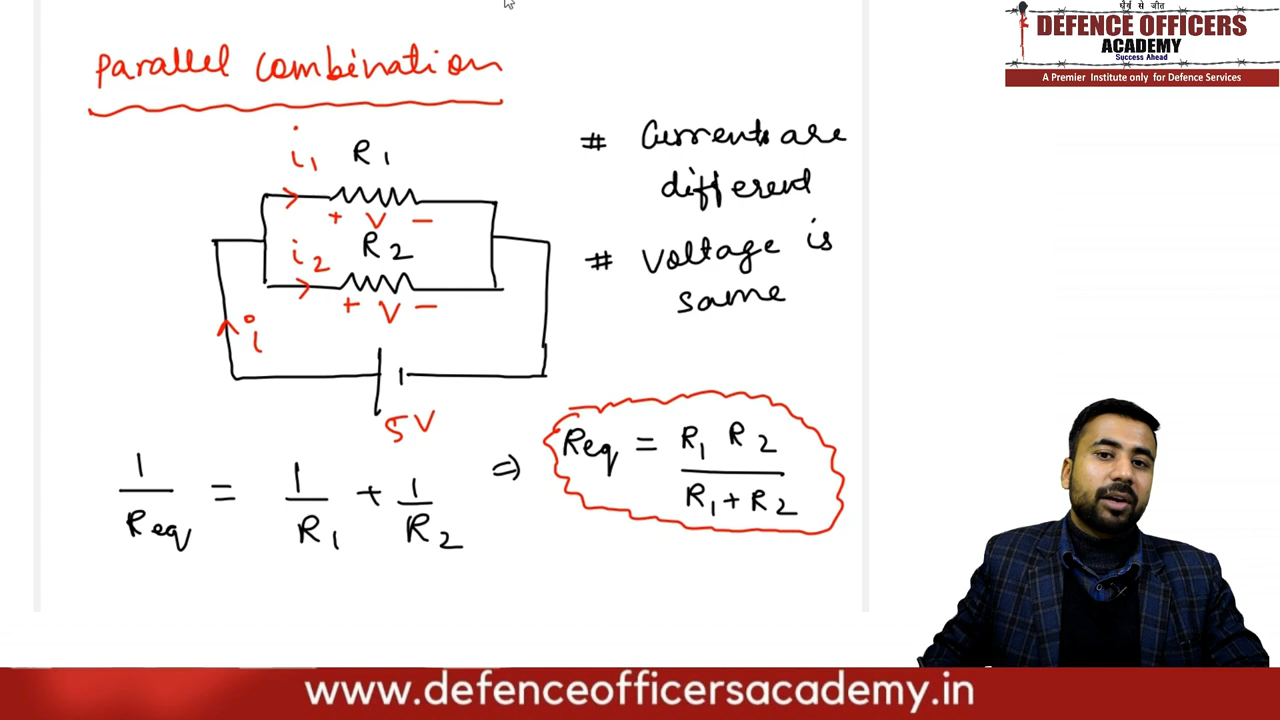 धैर्य से जीत
DEFENCE OFFICERS
ACADEMY
Success Ahead
A Premier Institute only for Defence Services
Parallel combination
i1 R1
+ V -
i2 R2
+ V -
i
5V
# Currents are
different
# Voltage is
same
1/Req = 1/R1 + 1/R2 ⇒ Req = R1 R2 / R1 + R2
www.defenceofficersacademy.in